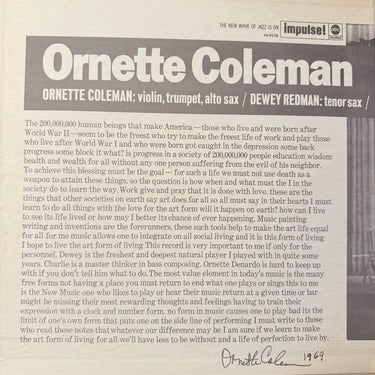 THE NEW WAVE OF JAZZ IS ON
impulse! abc
RECORDS
Ornette Coleman
ORNETTE COLEMAN: violin, trumpet, alto sax / DEWEY REDMAN: tenor sax /
The 200,000,000 human beings that make America—those who live and were born after
World War II—seem to be the freest who try to make the freest life of work and play those
who live after World War I and who were born got caught in the depression some back
progress some block it what? is progress in a society of 200,000,000 people education wisdom
health and wealth for all without any one person suffering from the evil of his neighbor.
To achieve this blessing must be the goal—for such a life we must not use death as a
weapon to attain these things. so the question is how when and what must the I in the
society do to learn the way. Work give and pray that it is done with love. these are the
things that other societies on earth say art does for all so all must say in their hearts I must
learn to do all things with the love for the art form will it happen on earth? how can I live
to see its life lived or how may I better its chance of ever happening. Music painting
writing and inventions are the forerunners, these such tools help to make the art life equal
for all for me music allows one to integrate in all social living and it is this form of living
I hope to live the art form of living This record is very important to me if only for the
personnel. Dewey is the freshest and deepest natural player I played with in quite some
years. Charlie is a master thinker in bass composing. Ornette Denardo is hard to keep up
with if you don't tell him what to do. The most value element in today's music is the many
free forms not having a place you must return to end what one plays or sings this to me
is the New Music one who likes to play or hear their music return at a given time or bar
might be missing their most rewarding thoughts and feelings having to train their
expression with a clock and number form. no form in music causes one to play bad its the
limit of one's own form that puts one on the side line of performing I must write to those
who read these notes that whatever our difference may be I am sure if we learn to make
the art form of living for all we'll have less to be without and a life of perfection to live by.
Ornette Coleman 1969